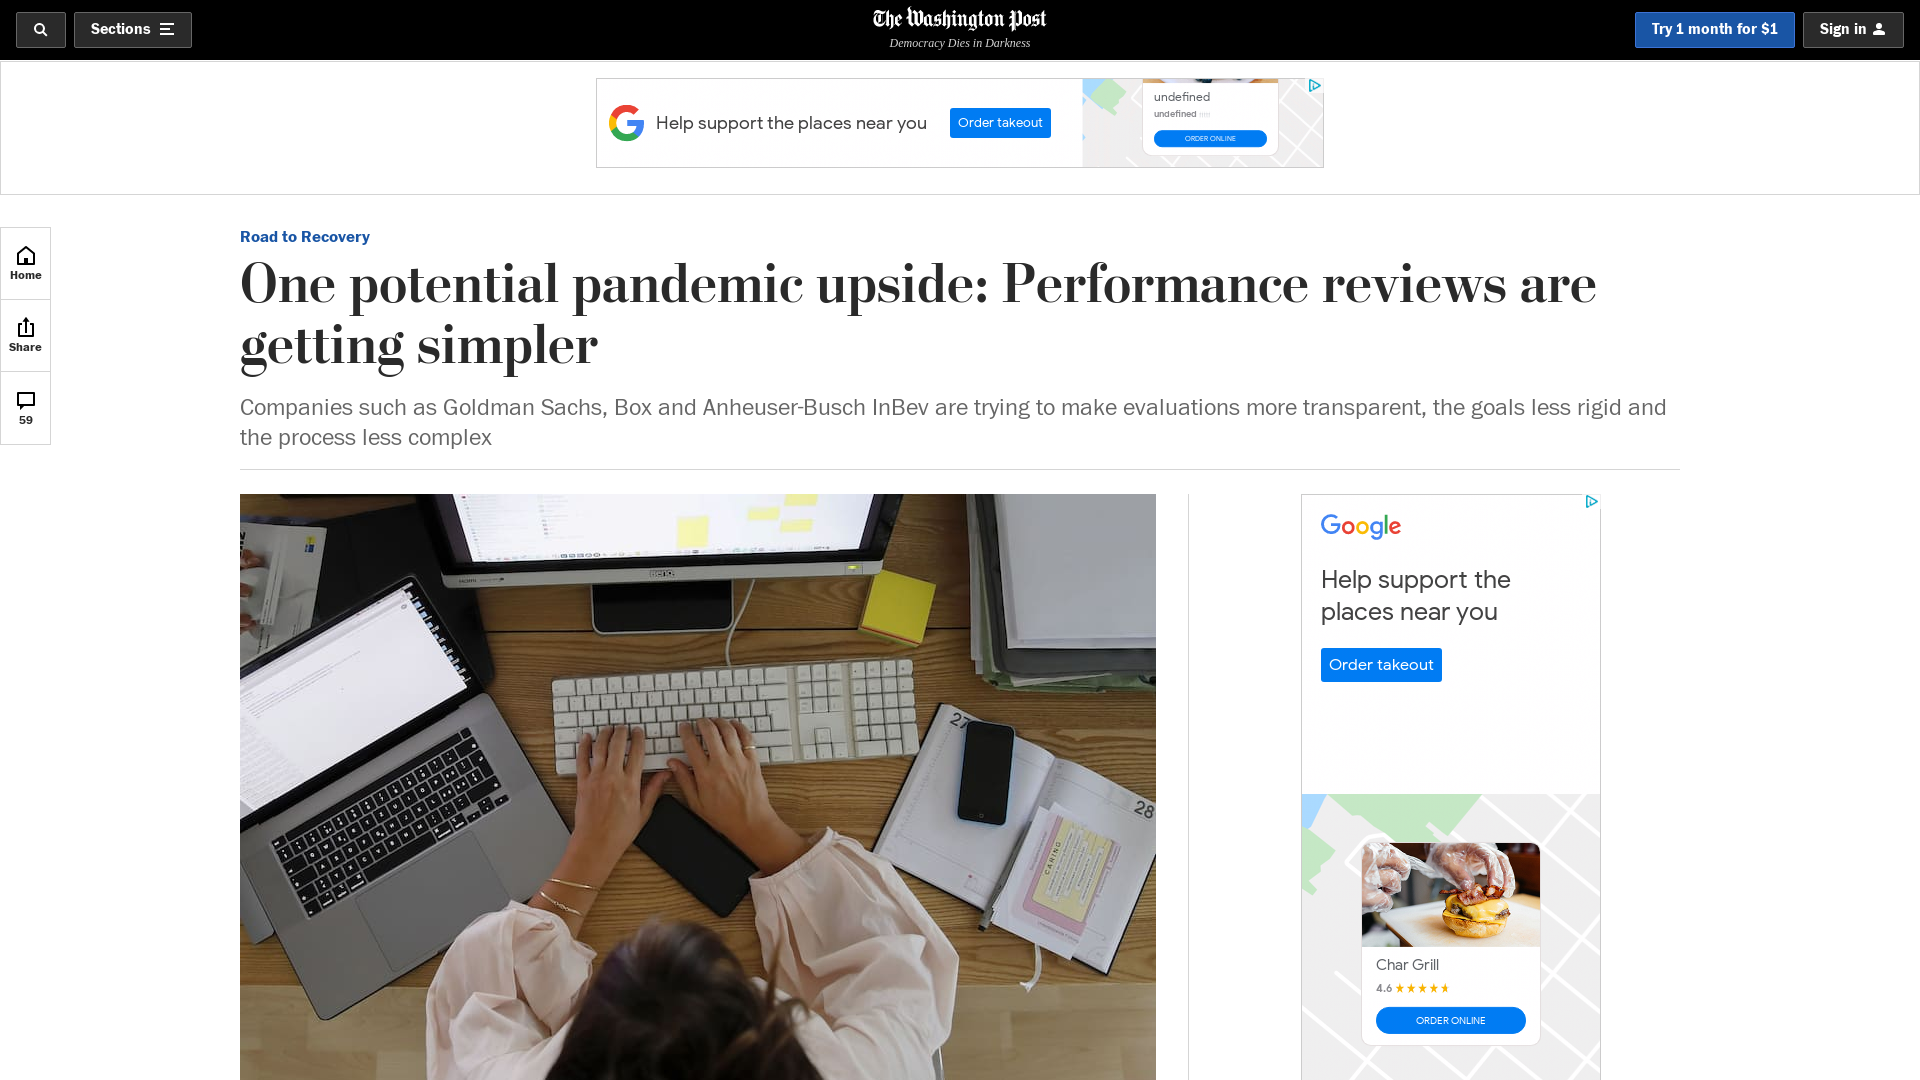 Sections
The Washington Post
Democracy Dies in Darkness
Try 1 month for $1
Sign in
Help support the places near you
Order takeout
undefined
undefined
ORDER ONLINE
Home
Share
59
Road to Recovery
One potential pandemic upside: Performance reviews are
getting simpler
Companies such as Goldman Sachs, Box and Anheuser-Busch InBev are trying to make evaluations more transparent, the goals less rigid and
the process less complex
BenQ
27
28
CARING
Google
Help support the
places near you
Order takeout
Char Grill
4.6
ORDER ONLINE